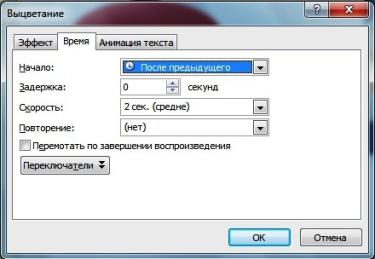 Выцветание
Эффект Время Анимация текста
Начало: После предыдущего
Задержка: 0 секунд
Скорость: 2 сек. (средне)
Повторение: (нет)
Перемотать по завершении воспроизведения
Переключатели
ОК Отмена